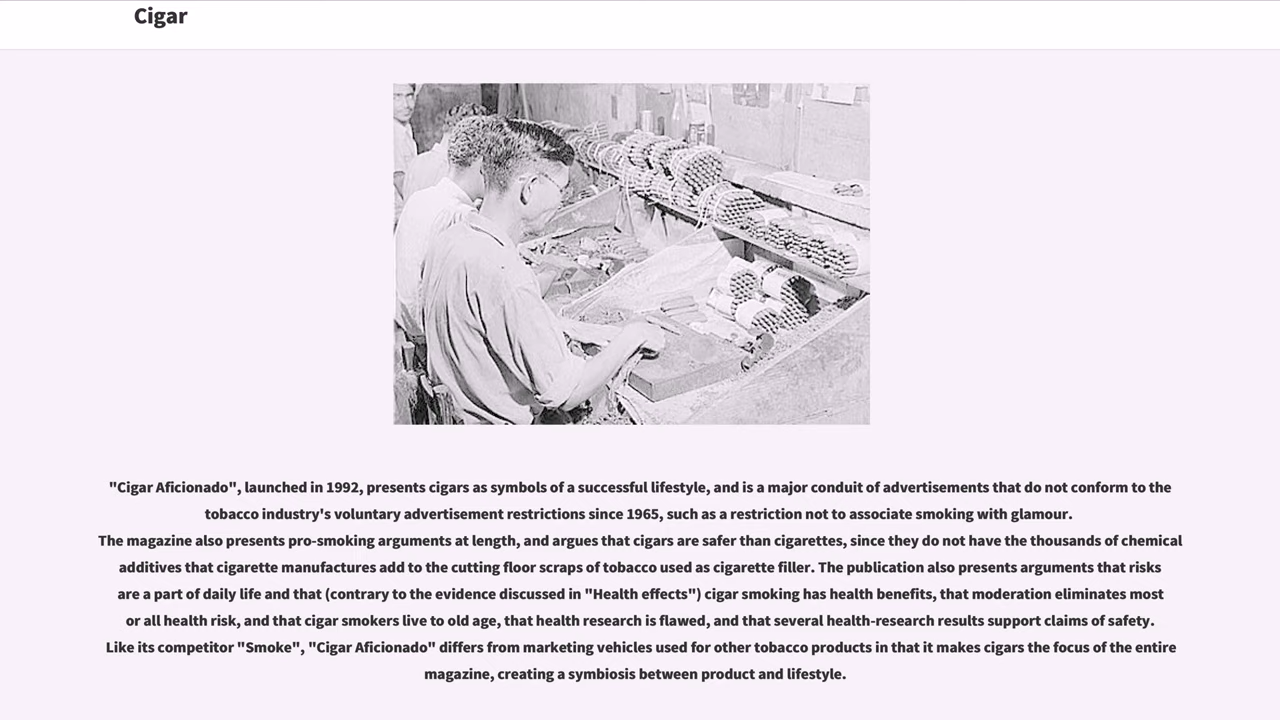 Cigar
"Cigar Aficionado", launched in 1992, presents cigars as symbols of a successful lifestyle, and is a major conduit of advertisements that do not conform to the
tobacco industry's voluntary advertisement restrictions since 1965, such as a restriction not to associate smoking with glamour.
The magazine also presents pro-smoking arguments at length, and argues that cigars are safer than cigarettes, since they do not have the thousands of chemical
additives that cigarette manufactures add to the cutting floor scraps of tobacco used as cigarette filler. The publication also presents arguments that risks
are a part of daily life and that (contrary to the evidence discussed in "Health effects") cigar smoking has health benefits, that moderation eliminates most
or all health risk, and that cigar smokers live to old age, that health research is flawed, and that several health-research results support claims of safety.
Like its competitor "Smoke", "Cigar Aficionado" differs from marketing vehicles used for other tobacco products in that it makes cigars the focus of the entire
magazine, creating a symbiosis between product and lifestyle.